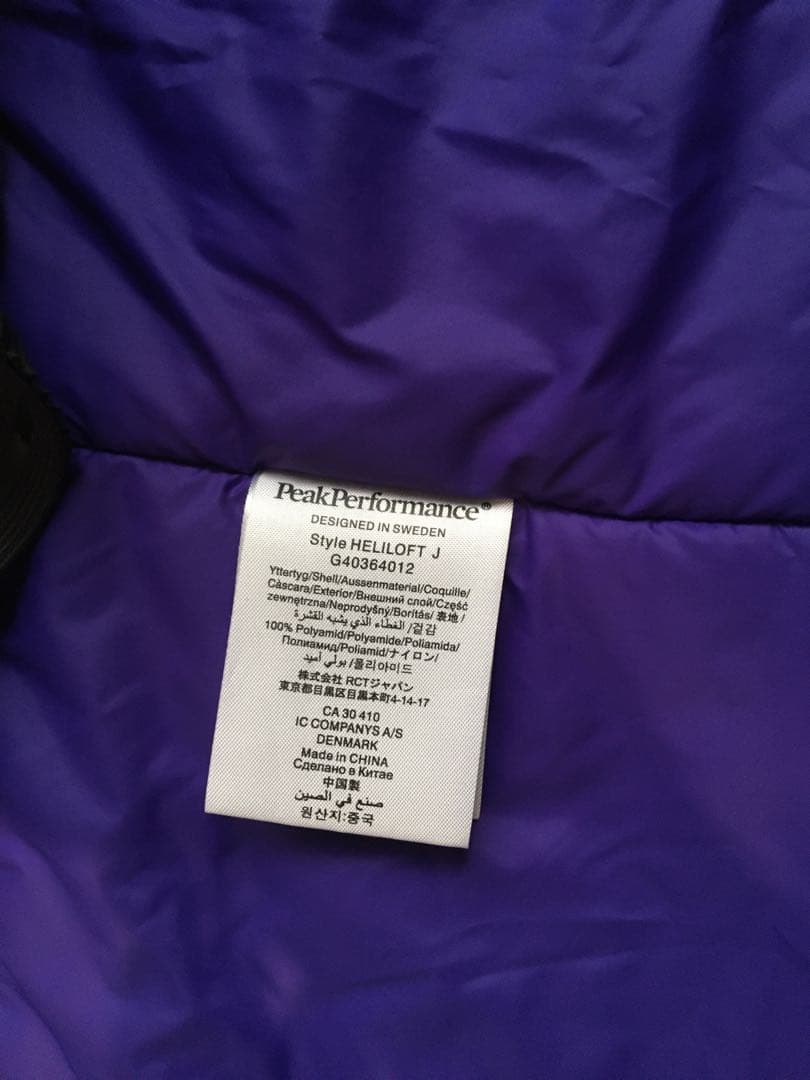 PeakPerformance®
DESIGNED IN SWEDEN
Style HELILOFT J
G40364012
Yttertyg/Shell/Aussenmaterial/Coquille/
Càscara/Exterior/Внешний слой/Część
zewnętrzna/Neprodyšný/Borítás/ 表地 /
겉감/ الغطاء الذي يشبه القشرة
100% Polyamid/Polyamide/Poliamida/
Полиамид/Poliamid/ナイロン/
폴리아미드/ بولي أميد
株式会社 RCTジャパン
東京都目黒区目黒本町4-14-17
CA 30 410
IC COMPANYS A/S
DENMARK
Made in CHINA
Сделано в Китае
中国製
صنع في الصين
원산지:중국